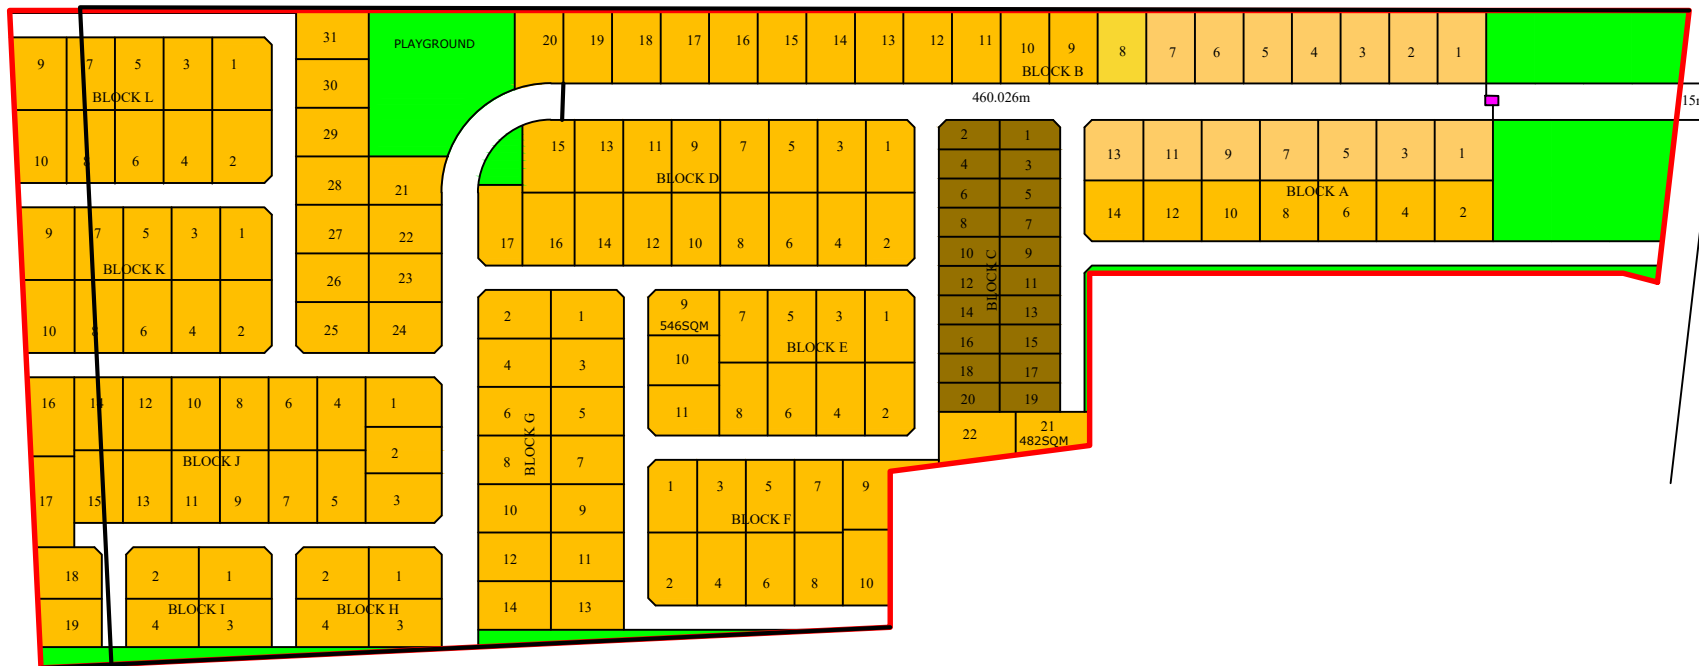 31
30
29
28
27
26
25
21
22
23
24
PLAYGROUND
20 19 18 17 16 15 14 13 12 11 10 9 8 7 6 5 4 3 2 1
BLOCK B
460.026m
9 7 5 3 1
BLOCK L
10 8 6 4 2
9 7 5 3 1
BLOCK K
10 8 6 4 2
15 13 11 9 7 5 3 1
BLOCK D
17 16 14 12 10 8 6 4 2
2 1
4 3
6 5
8 7
10 9
12 11
14 13
16 15
18 17
20 19
BLOCK C
22 21
482SQM
13 11 9 7 5 3 1
BLOCK A
14 12 10 8 6 4 2
16 14 12 10 8 6 4 1
2
BLOCK J
17 15 13 11 9 7 5 3
18
19
2 1
BLOCK I
4 3
2 1
BLOCK H
4 3
2 1
4 3
6 5
8 7
10 9
12 11
14 13
BLOCK G
9 7 5 3 1
546SQM
BLOCK E
10
11 8 6 4 2
1 3 5 7 9
BLOCK F
2 4 6 8 10